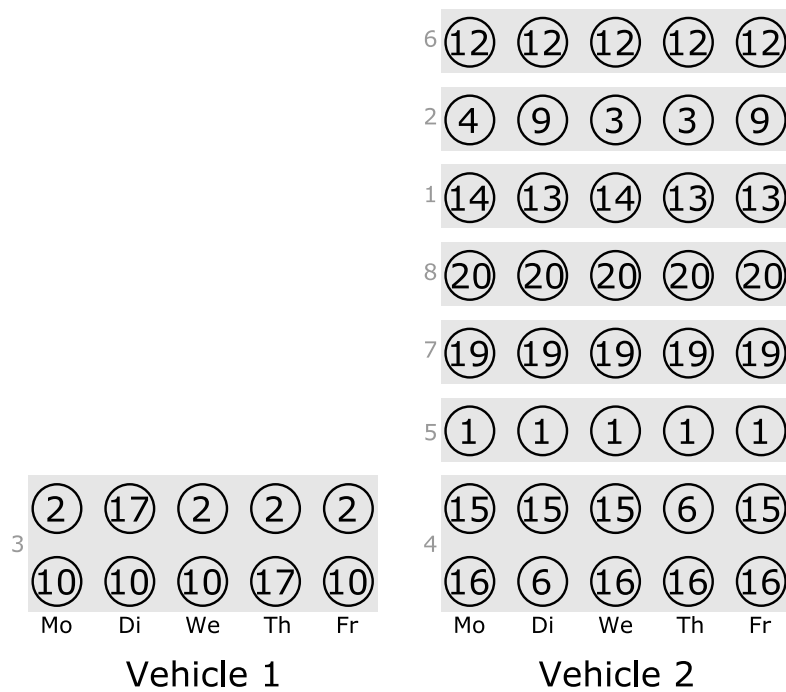 6 12 12 12 12 12
2 4 9 3 3 9
1 14 13 14 13 13
8 20 20 20 20 20
7 19 19 19 19 19
5 1 1 1 1 1
2 17 2 2 2
15 15 15 6 15
3
4
10 10 10 17 10
16 6 16 16 16
Mo Di We Th Fr
Mo Di We Th Fr
Vehicle 1
Vehicle 2